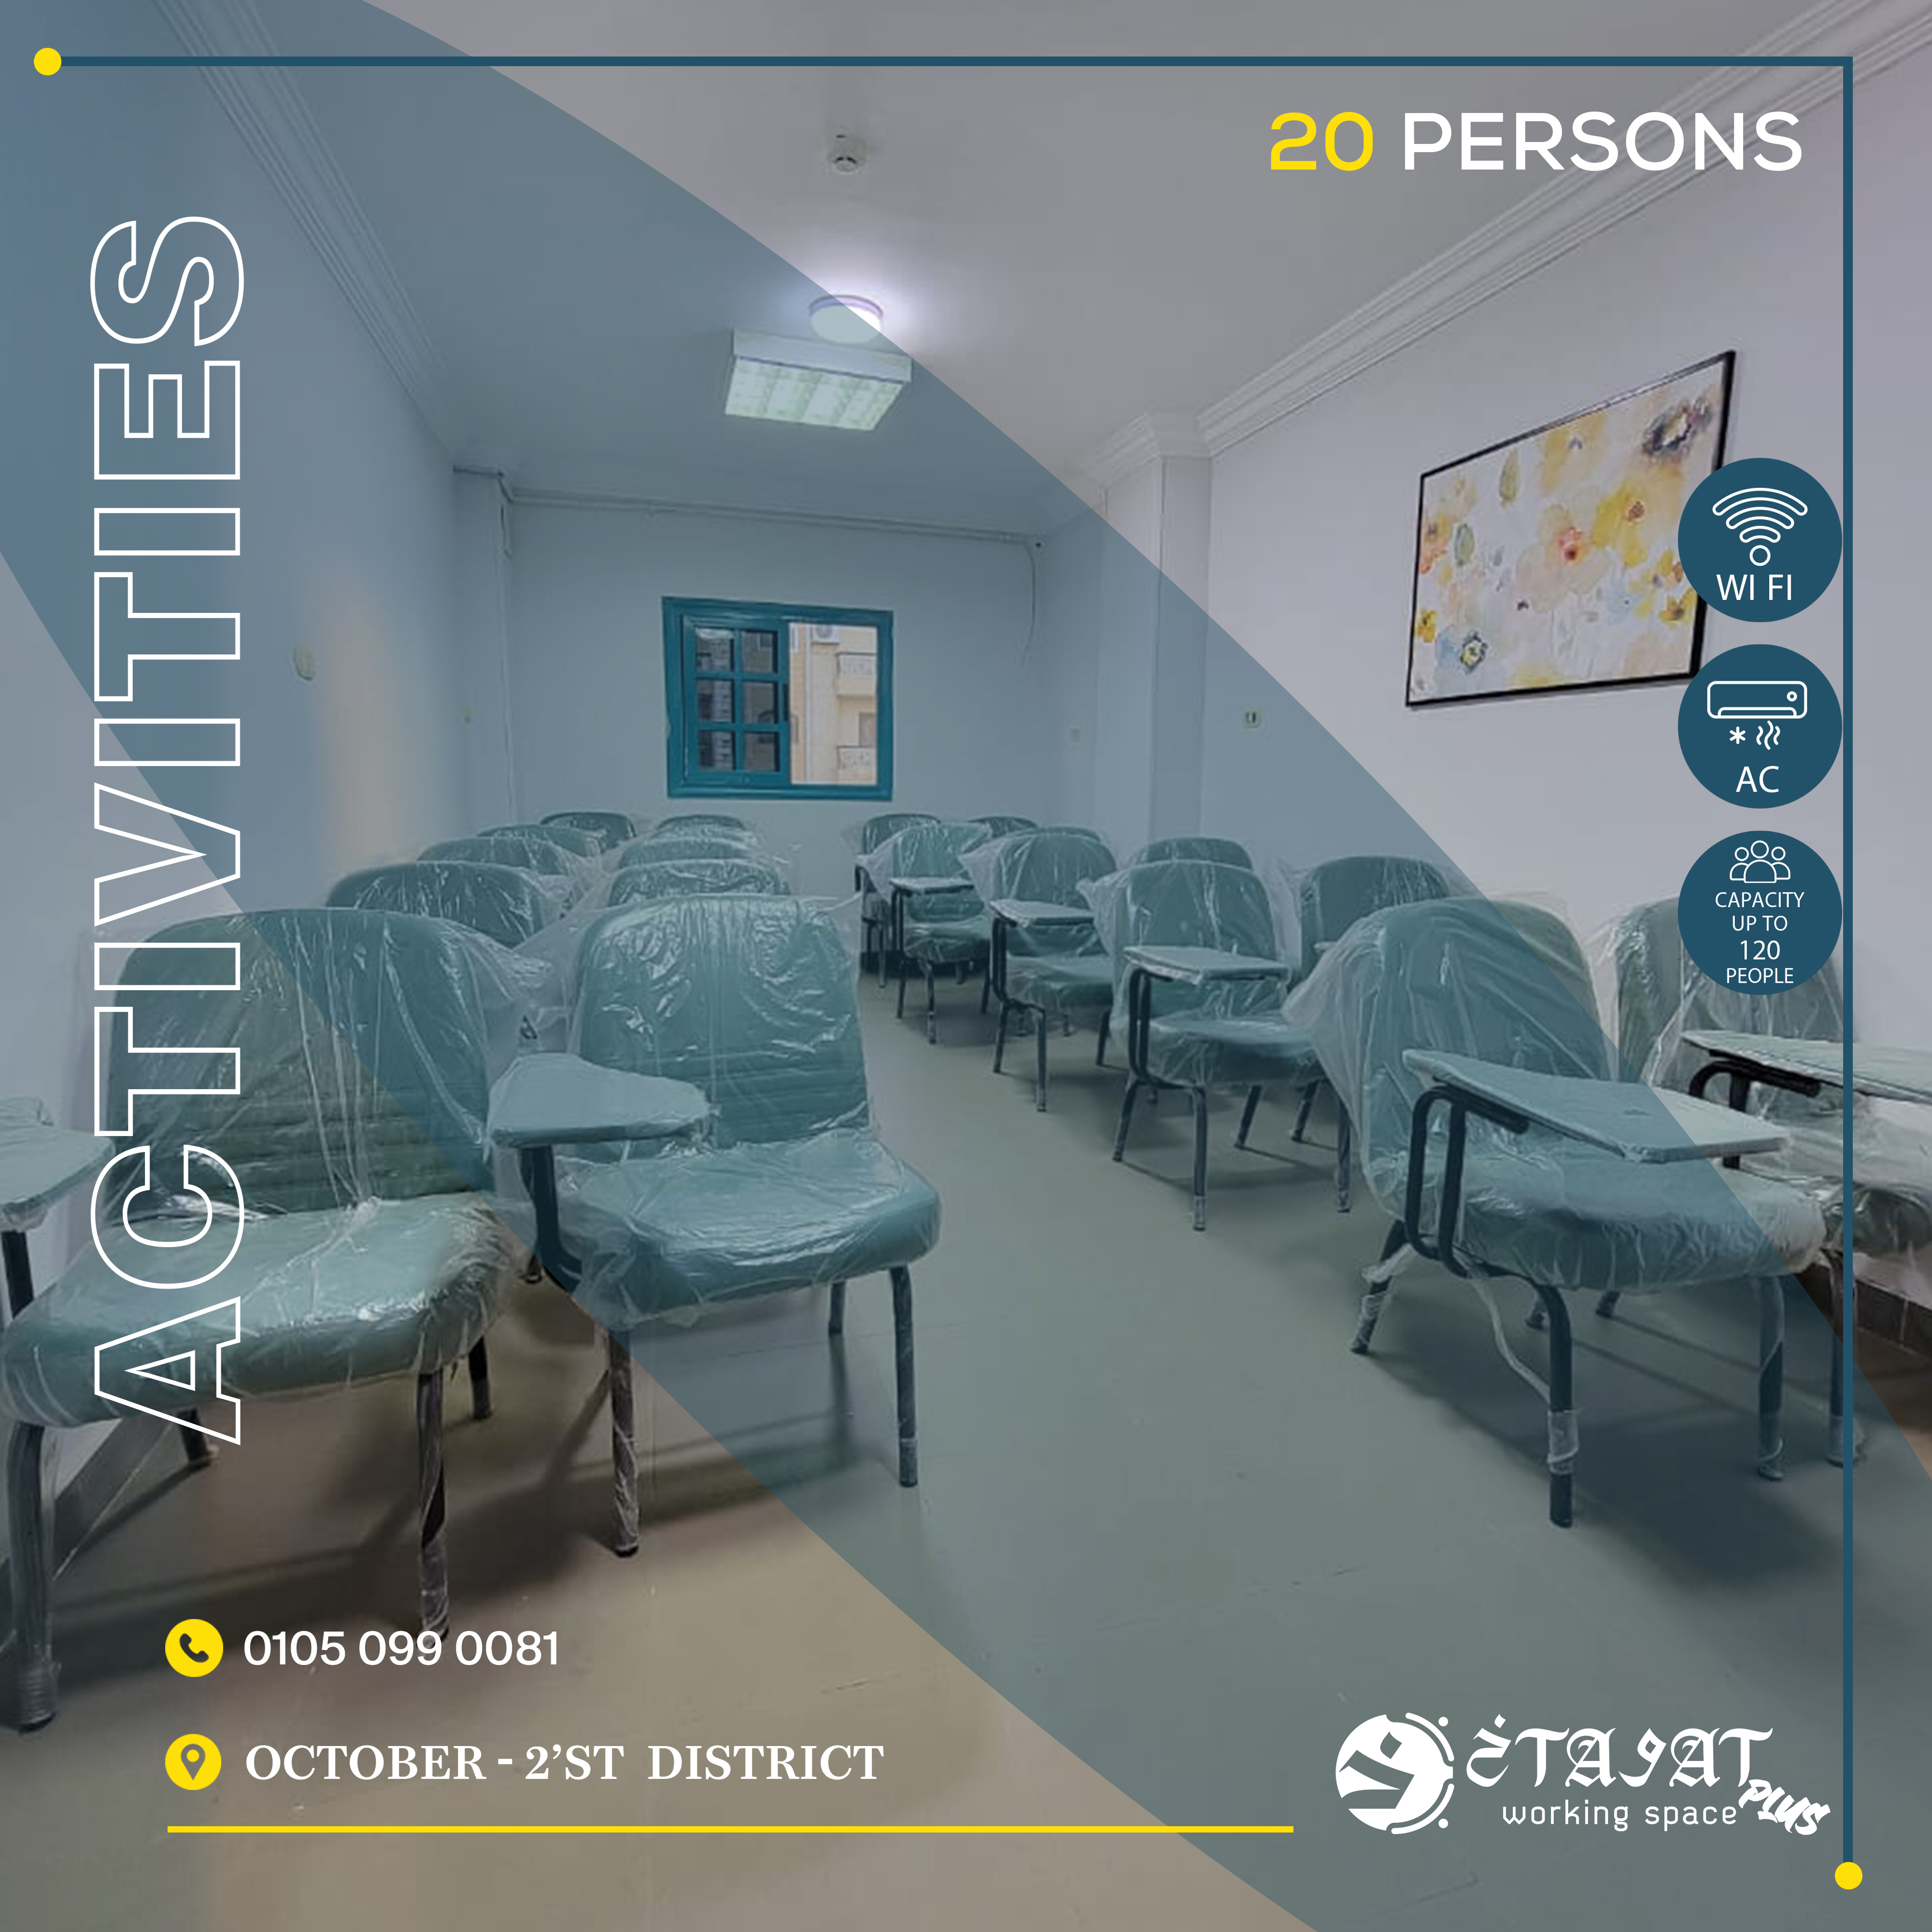 20 PERSONS
ACTIVITIES
WI FI
AC
CAPACITY
UP TO
120
PEOPLE
0105 099 0081
OCTOBER - 2’ST DISTRICT
خTA9AT
PLUS
working space